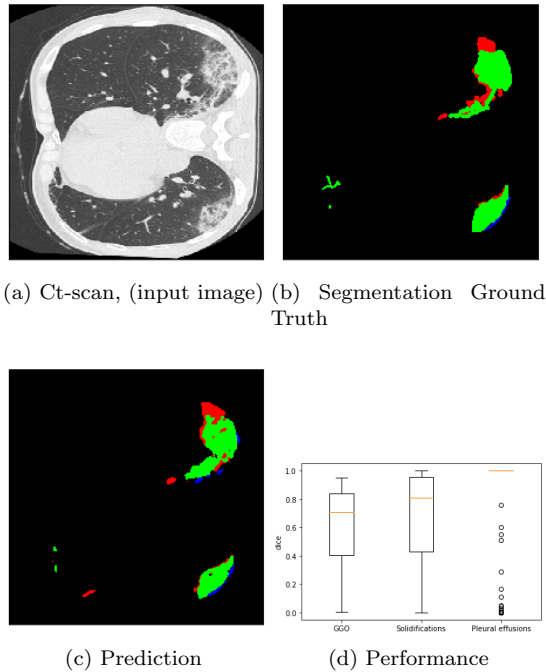 (a) Ct-scan, (input image)
(b) Segmentation Ground
Truth
(c) Prediction
1.0
0.8
0.6
0.4
0.2
0.0
dice
GGO
Solidifications
Pleural effusions
(d) Performance